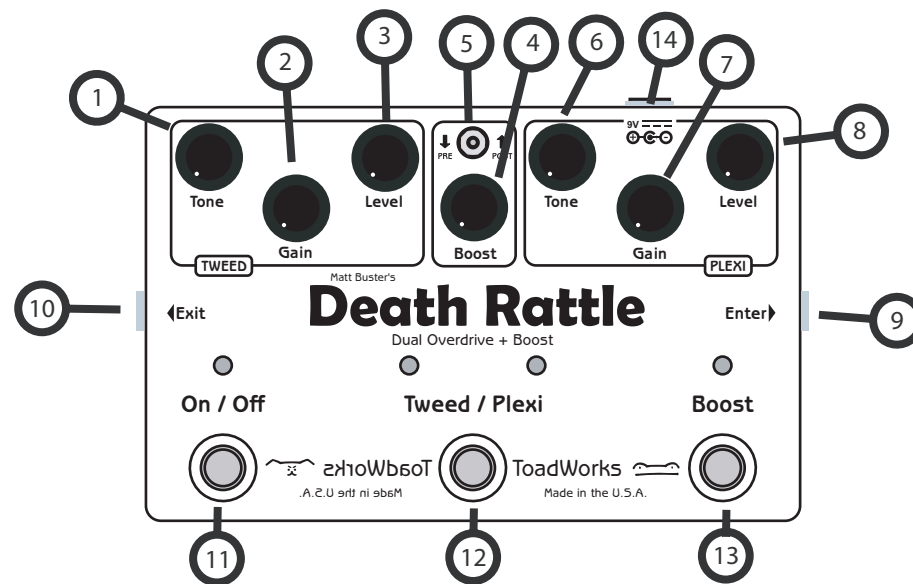 3
5
4
6
14
7
2
1
8
9V
PRE
POST
Tone
Level
Tone
Level
Gain
Boost
Gain
TWEED
PLEXI
Matt Buster's
Death Rattle
10
Exit
Enter
9
Dual Overdrive + Boost
On / Off
Tweed / Plexi
Boost
ToadWorks
ToadWorks
Made in the U.S.A.
Made in the U.S.A.
11
12
13